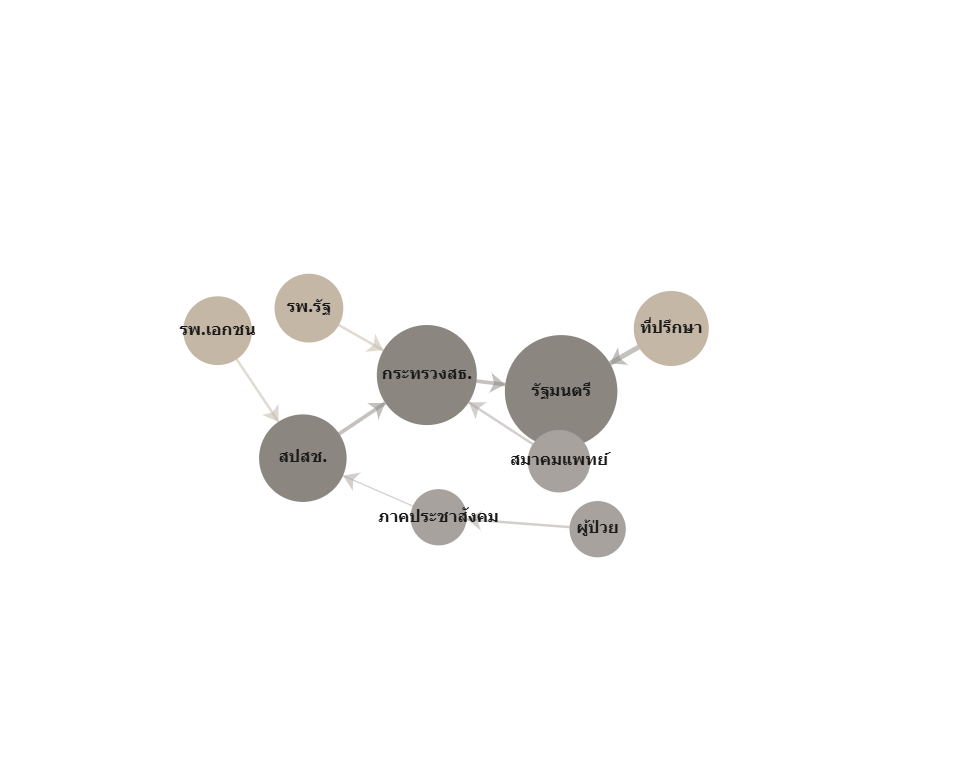 รพ.รัฐ
รพ.เอกชน
ที่ปรึกษา
กระทรวงสธ.
รัฐมนตรี
สปสช.
สมาคมแพทย์
ภาคประชาสังคม
ผู้ป่วย